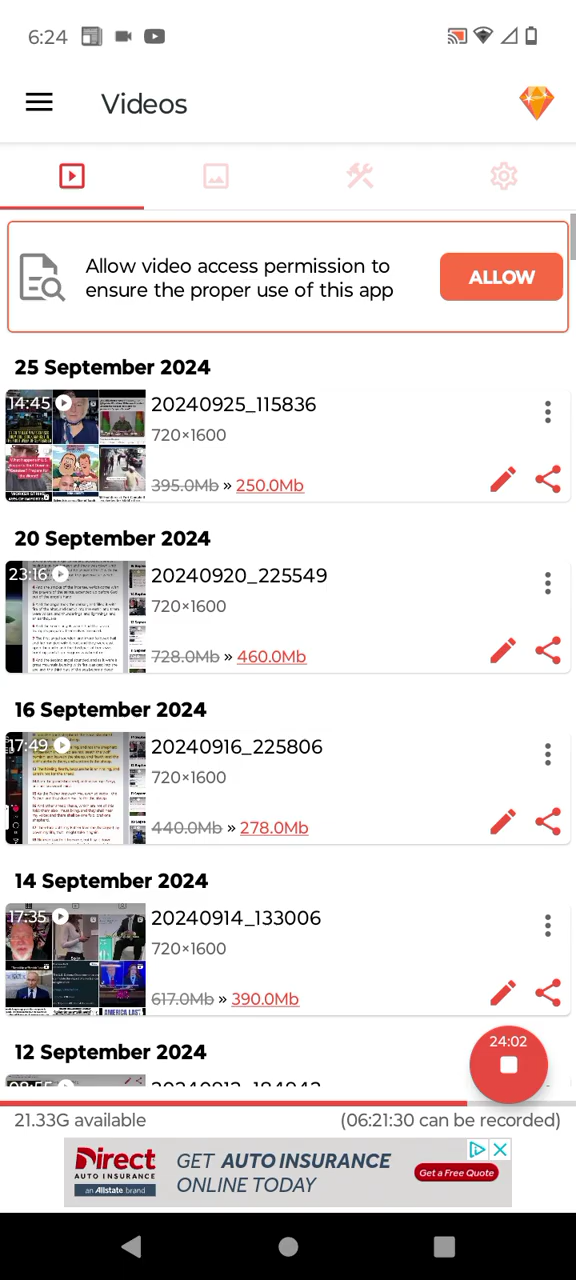 6:24
Videos
Allow video access permission to
ensure the proper use of this app
ALLOW
25 September 2024
14:45
20240925_115836
720×1600
395.0Mb » 250.0Mb
20 September 2024
23:16
20240920_225549
720×1600
728.0Mb » 460.0Mb
16 September 2024
17:49
20240916_225806
720×1600
440.0Mb » 278.0Mb
14 September 2024
17:35
20240914_133006
720×1600
617.0Mb » 390.0Mb
AMERICA LAST
12 September 2024
24:02
21.33G available
(06:21:30 can be recorded)
Direct
AUTO INSURANCE
an Allstate brand
GET AUTO INSURANCE
ONLINE TODAY
Get a Free Quote